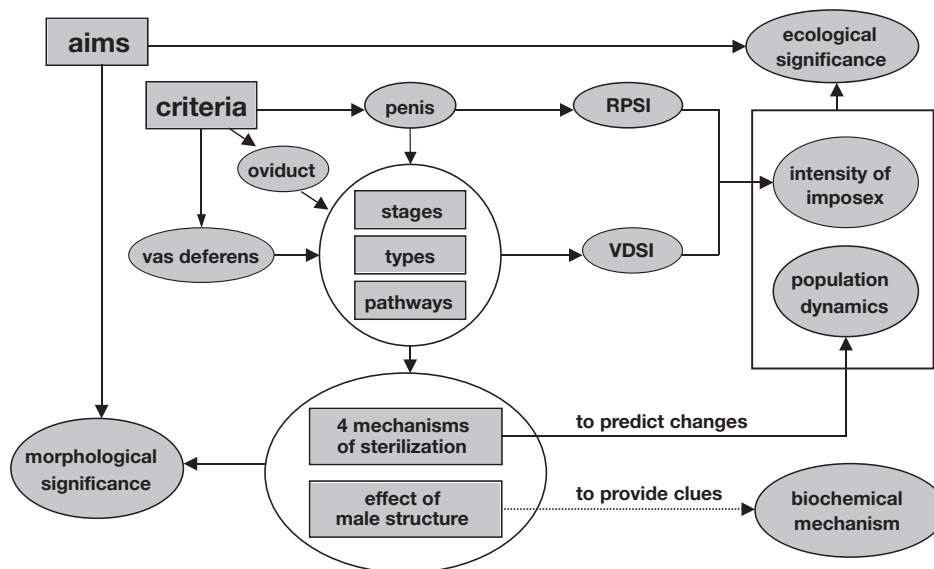 aims
ecological
significance
criteria
penis
RPSI
oviduct
intensity of
imposex
stages
vas deferens
types
VDSI
population
dynamics
pathways
4 mechanisms
of sterilization
to predict changes
morphological
significance
effect of
male structure
to provide clues
biochemical
mechanism